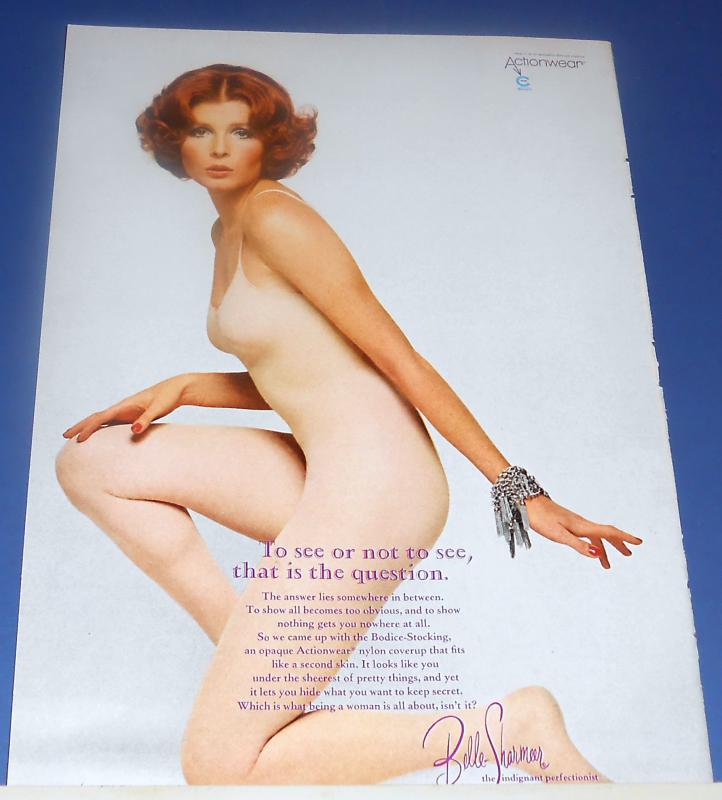 Actionwear®
To see or not to see,
that is the question.
The answer lies somewhere in between.
To show all becomes too obvious, and to show
nothing gets you nowhere at all.
So we came up with the Bodice-Stocking,
an opaque Actionwear® nylon coverup that fits
like a second skin. It looks like you
under the sheerest of pretty things, and yet
it lets you hide what you want to keep secret.
Which is what being a woman is all about, isn't it?
Belle-Sharmeer®
the indignant perfectionist